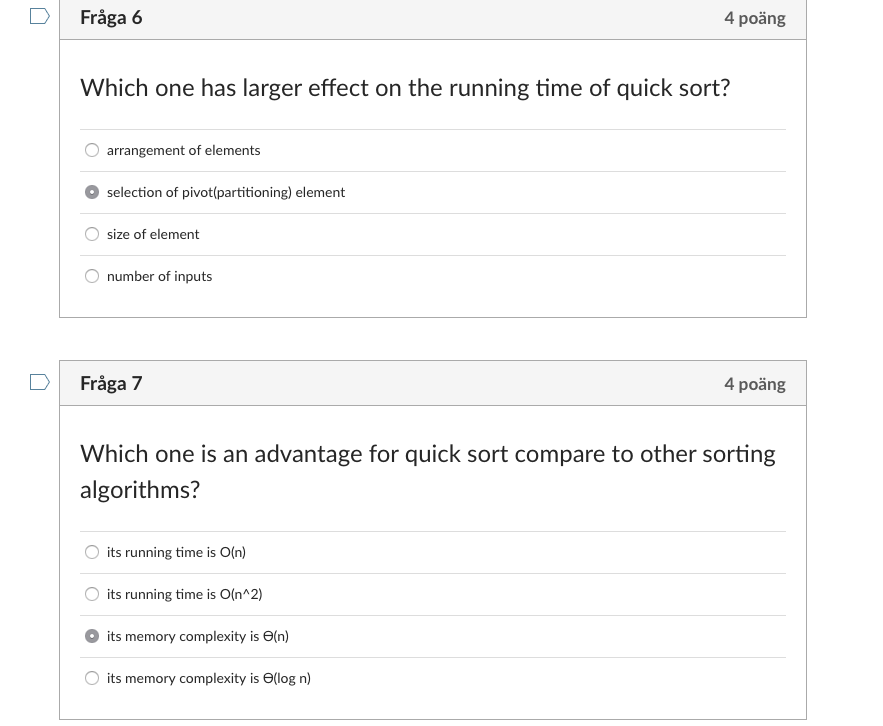 Fråga 6
4 poäng
Which one has larger effect on the running time of quick sort?
arrangement of elements
selection of pivot(partitioning) element
size of element
number of inputs
Fråga 7
4 poäng
Which one is an advantage for quick sort compare to other sorting
algorithms?
its running time is O(n)
its running time is O(n^2)
its memory complexity is Ɵ(n)
its memory complexity is Ɵ(log n)